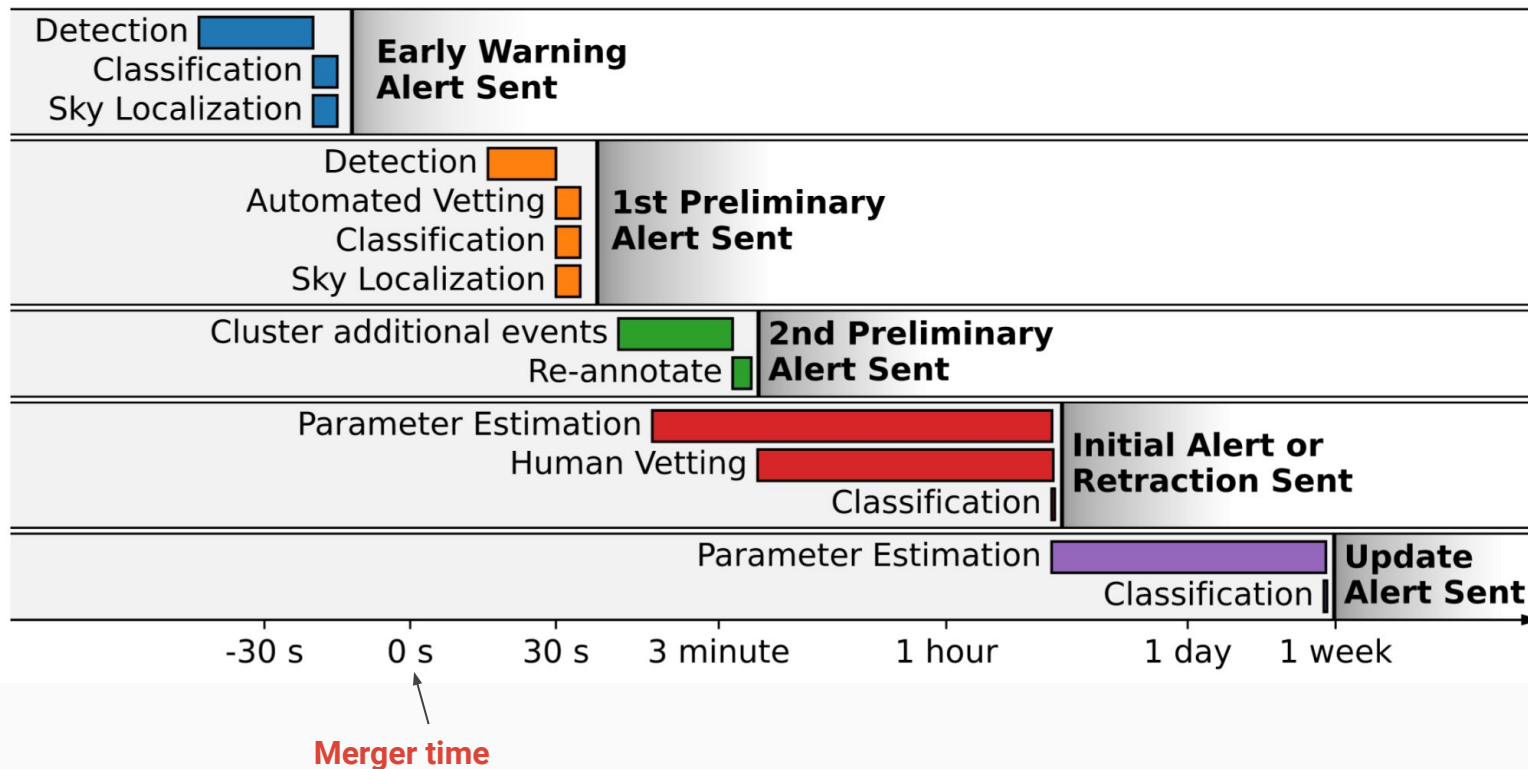 Detection
Classification
Sky Localization
Early Warning
Alert Sent
Detection
Automated Vetting
Classification
Sky Localization
1st Preliminary
Alert Sent
Cluster additional events
Re-annotate
2nd Preliminary
Alert Sent
Parameter Estimation
Human Vetting
Classification
Initial Alert or
Retraction Sent
Parameter Estimation
Classification
Update
Alert Sent
-30 s 0 s 30 s 3 minute 1 hour 1 day 1 week
Merger time